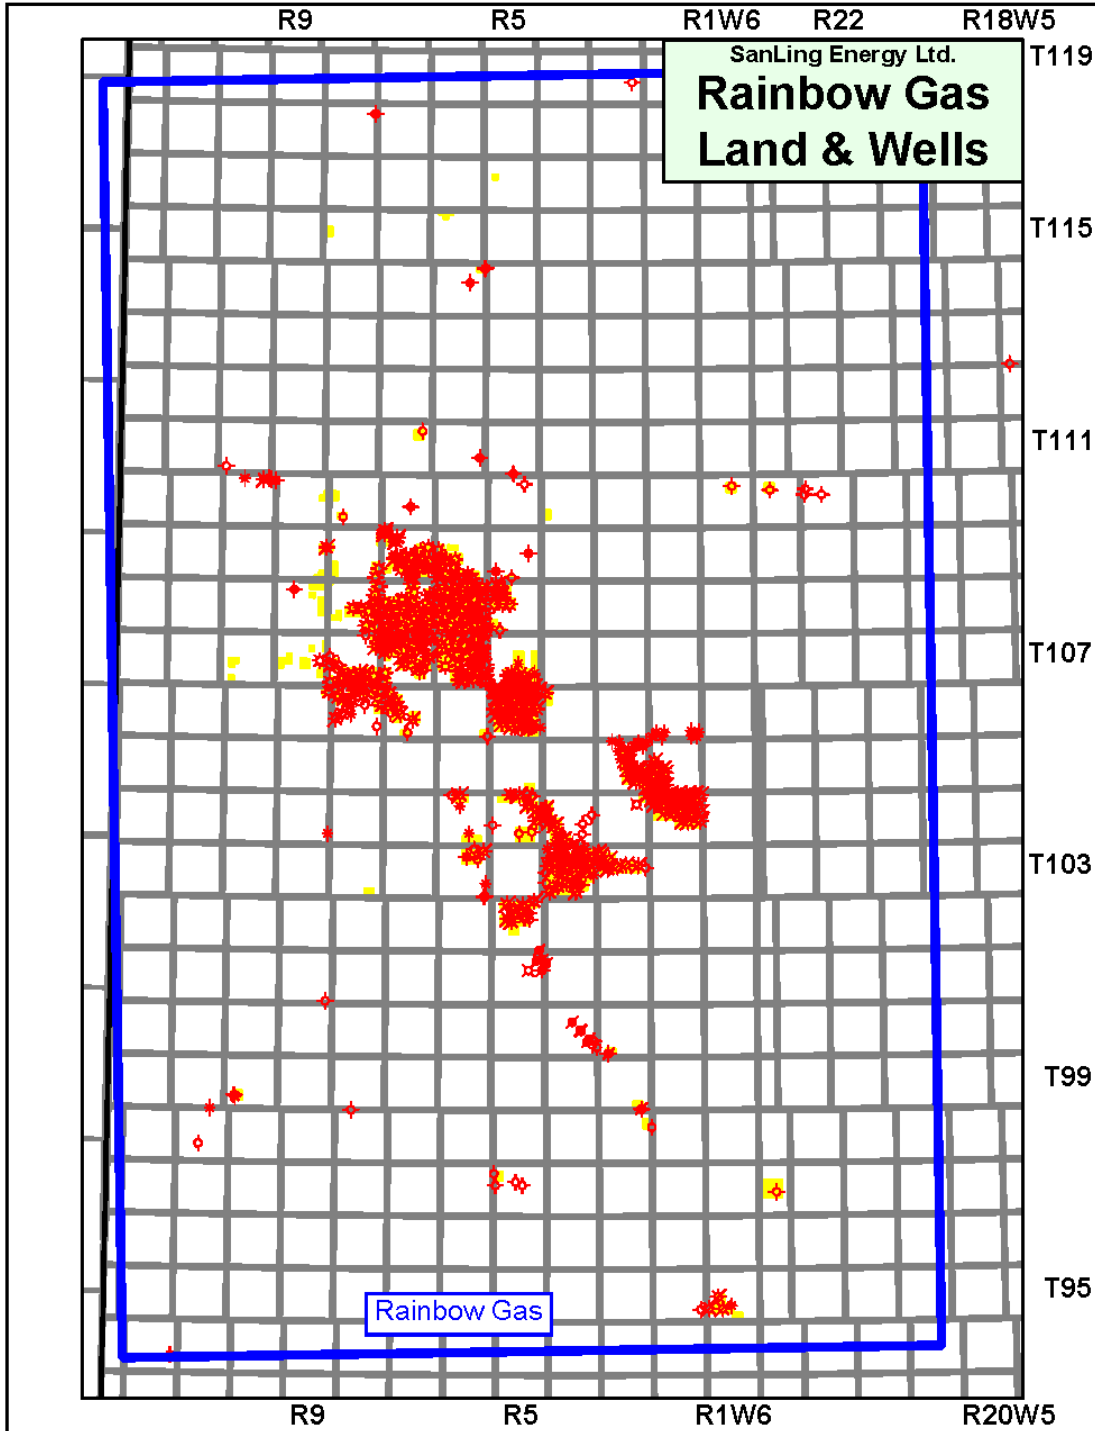 R9 R5 R1W6 R22 R18W5
SanLing Energy Ltd.
Rainbow Gas
Land & Wells
T119
T115
T111
T107
T103
T99
T95
Rainbow Gas
R9 R5 R1W6 R20W5